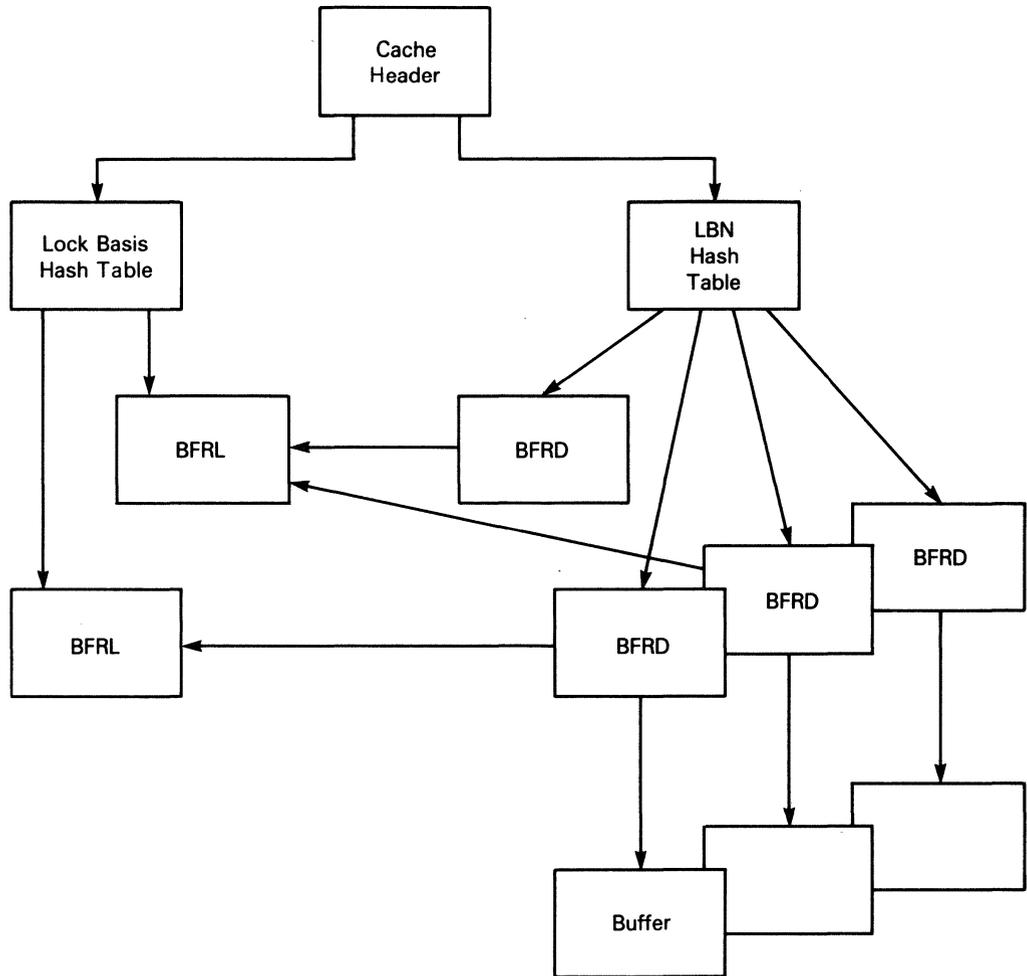 Cache
Header
Lock Basis
Hash Table
LBN
Hash
Table
BFRL
BFRD
BFRD
BFRD
BFRL
BFRD
Buffer